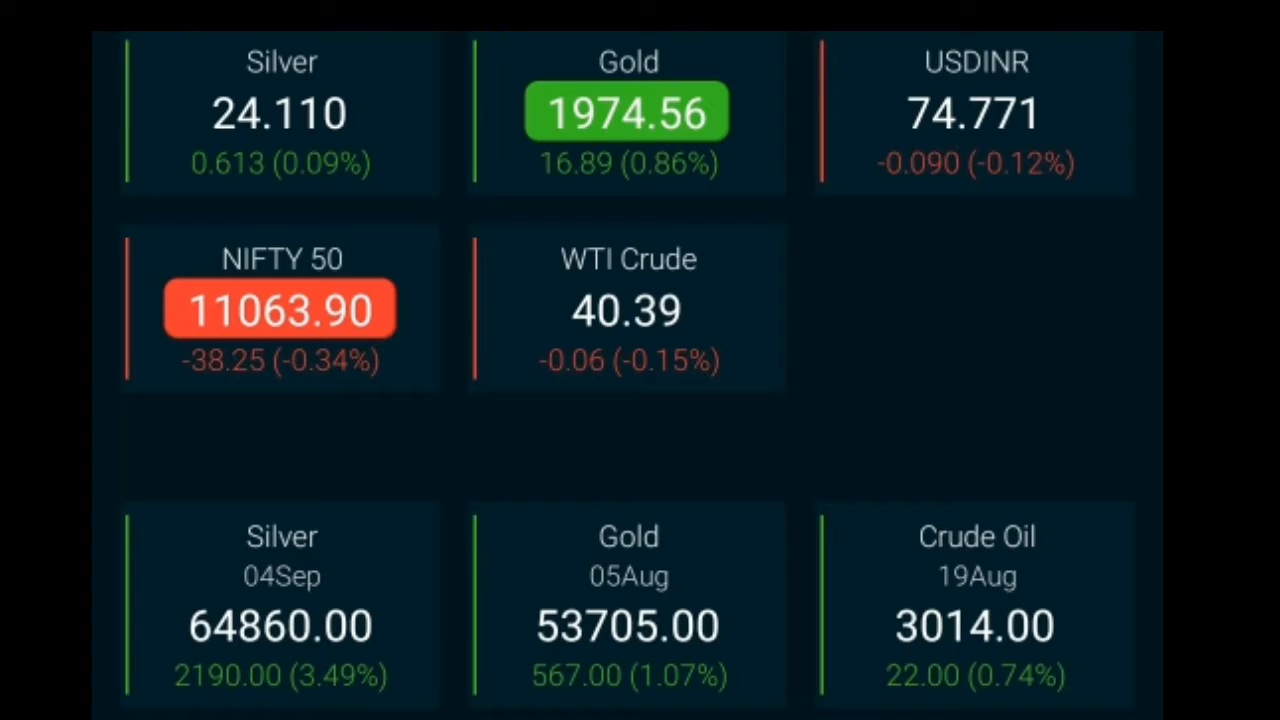 Silver
24.110
0.613 (0.09%)
Gold
1974.56
16.89 (0.86%)
USDINR
74.771
-0.090 (-0.12%)
NIFTY 50
11063.90
-38.25 (-0.34%)
WTI Crude
40.39
-0.06 (-0.15%)
Silver
04Sep
64860.00
2190.00 (3.49%)
Gold
05Aug
53705.00
567.00 (1.07%)
Crude Oil
19Aug
3014.00
22.00 (0.74%)